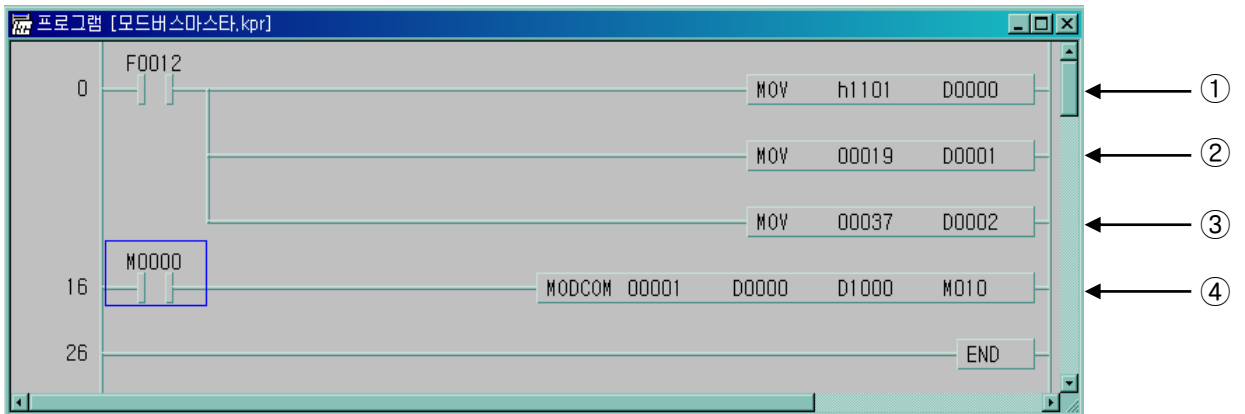 프로그램 [모드버스마스타.kpr]
F0012
0 MOV h1101 D0000 ①
MOV 00019 D0001 ②
MOV 00037 D0002 ③
M0000
16 MODCOM 00001 D0000 D1000 M010 ④
26 END